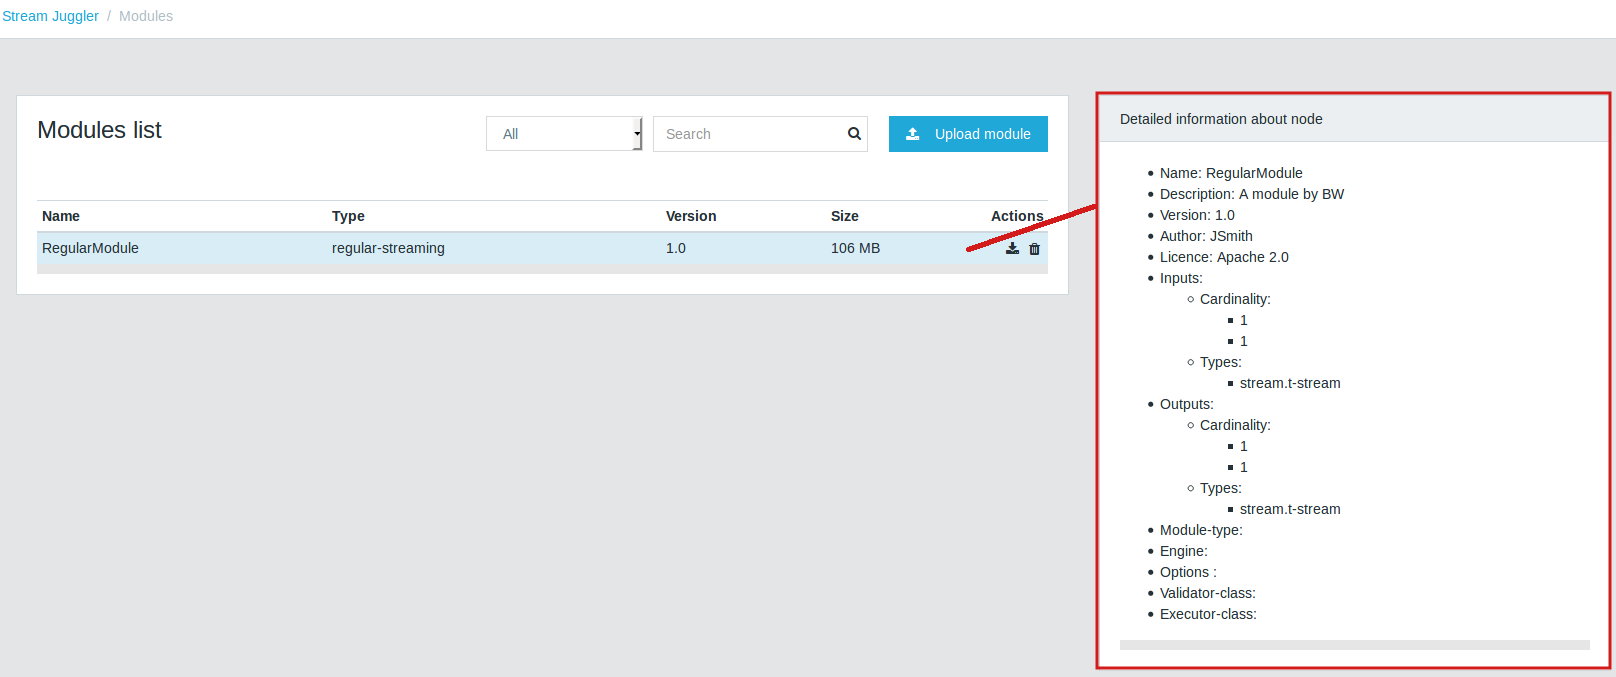 Stream Juggler / Modules
Modules list
All
Search
Upload module
Name Type Version Size Actions
RegularModule regular-streaming 1.0 106 MB
Detailed information about node
Name: RegularModule
Description: A module by BW
Version: 1.0
Author: JSmith
Licence: Apache 2.0
Inputs:
Cardinality:
1
1
Types:
stream.t-stream
Outputs:
Cardinality:
1
1
Types:
stream.t-stream
Module-type:
Engine:
Options :
Validator-class:
Executor-class: